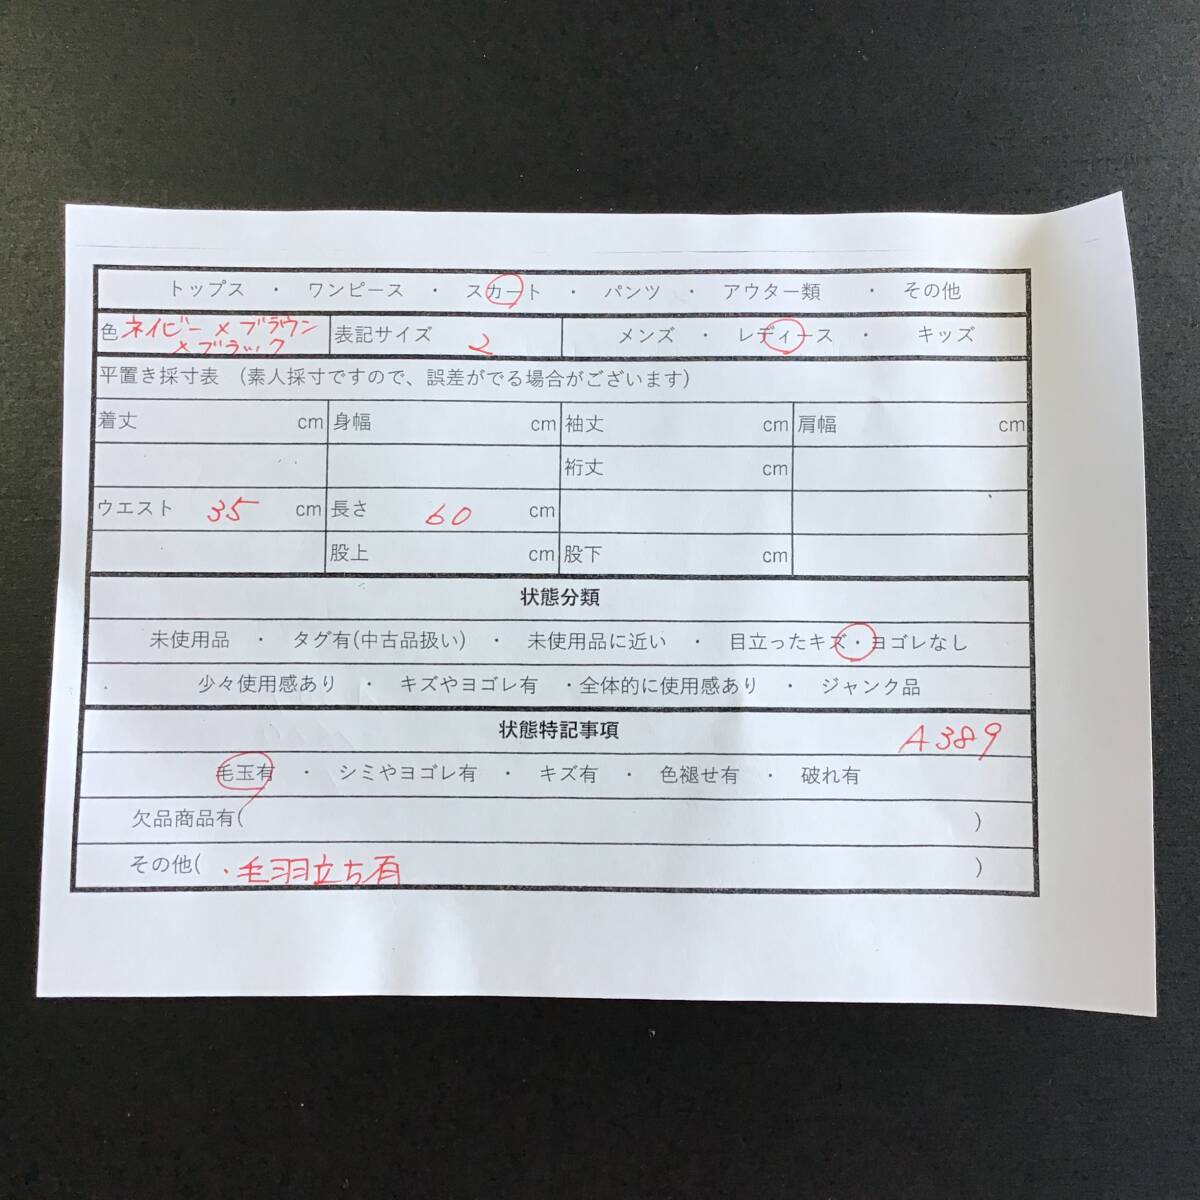 トップス ・ ワンピース ・ スカート ・ パンツ ・ アウター類 ・ その他
色 ネイビー×ブラウン 表記サイズ 2 メンズ ・ レディース ・ キッズ
×ブラック
平置き採寸表 (素人採寸ですので、誤差がでる場合がございます)
着丈 cm 身幅 cm 袖丈 cm 肩幅 cm
裄丈 cm
ウエスト 35 cm 長さ 60 cm
股上 cm 股下 cm
状態分類
未使用品 ・ タグ有(中古品扱い) ・ 未使用品に近い ・ 目立ったキズ・ヨゴレなし
少々使用感あり ・ キズやヨゴレ有 ・全体的に使用感あり ・ ジャンク品
状態特記事項 A389
毛玉有 ・ シミやヨゴレ有 ・ キズ有 ・ 色褪せ有 ・ 破れ有
欠品商品有( )
その他( ・毛羽立ち有 )